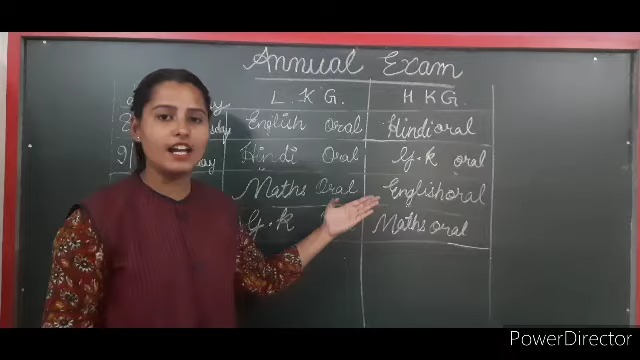 Annual Exam
L.K G. H K G.
English Oral Hindi oral
Hindi Oral G.K oral
Maths Oral English oral
G.K Maths oral
PowerDirector